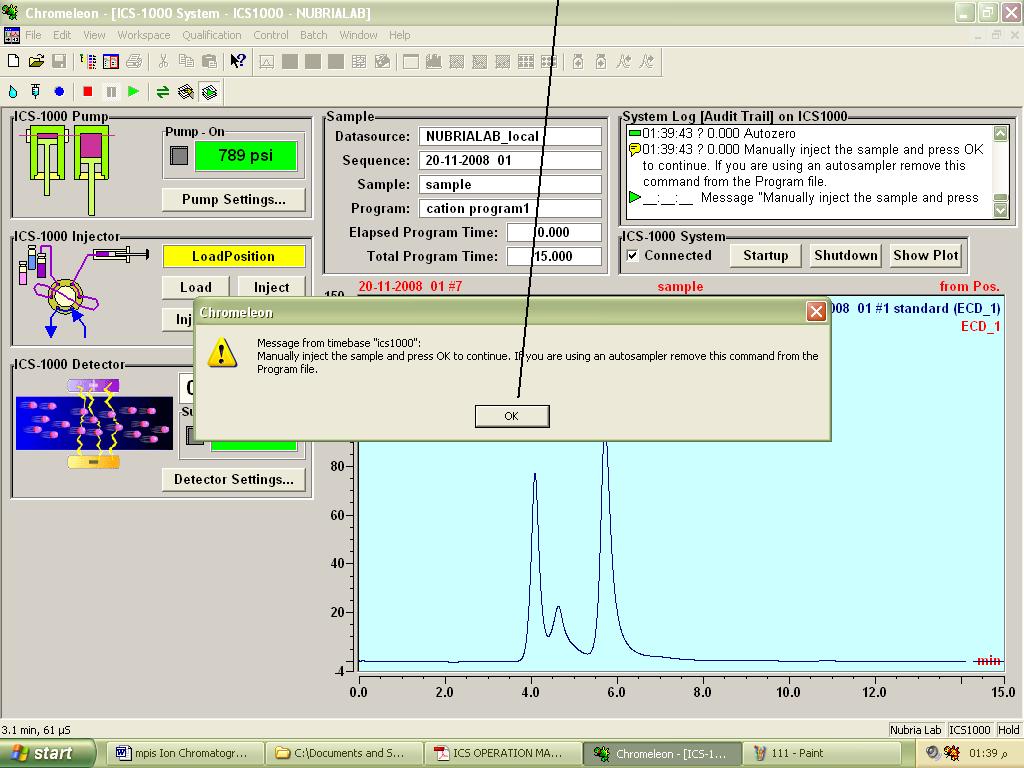 Chromeleon - [ICS-1000 System - ICS1000 - NUBRIALAB]
File Edit View Workspace Qualification Control Batch Window Help
ICS-1000 Pump
Pump - On
789 psi
Pump Settings...
ICS-1000 Injector
LoadPosition
Load Inject
Inj
ICS-1000 Detector
Detector Settings...
Sample
Datasource: NUBRIALAB_local
Sequence: 20-11-2008 01
Sample: sample
Program: cation program1
Elapsed Program Time: 0.000
Total Program Time: 15.000
System Log [Audit Trail] on ICS1000
01:39:43 ? 0.000 Autozero
01:39:43 ? 0.000 Manually inject the sample and press OK
to continue. If you are using an autosampler remove this
command from the Program file.
__:__:__ Message "Manually inject the sample and press
ICS-1000 System
Connected Startup Shutdown Show Plot
20-11-2008 01 #7 sample from Pos.
008 01 #1 standard (ECD_1)
ECD_1
Chromeleon
Message from timebase "ics1000":
Manually inject the sample and press OK to continue. If you are using an autosampler remove this command from the
Program file.
OK
150
80
60
40
20
-4
min
0.0 2.0 4.0 6.0 8.0 10.0 12.0 15.0
3.1 min, 61 µS
Nubria Lab ICS1000 Hold
start
mpis Ion Chromatogr...
C:\Documents and S...
ICS OPERATION MA...
Chromeleon - [ICS-1...
111 - Paint
01:39 م